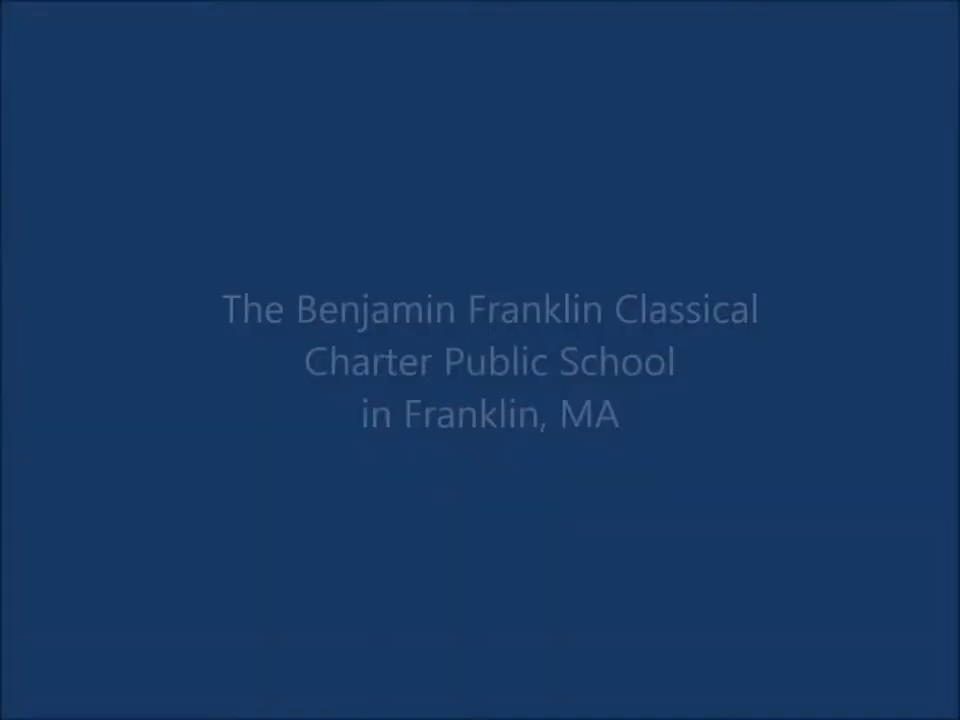 The Benjamin Franklin Classical
Charter Public School
in Franklin, MA